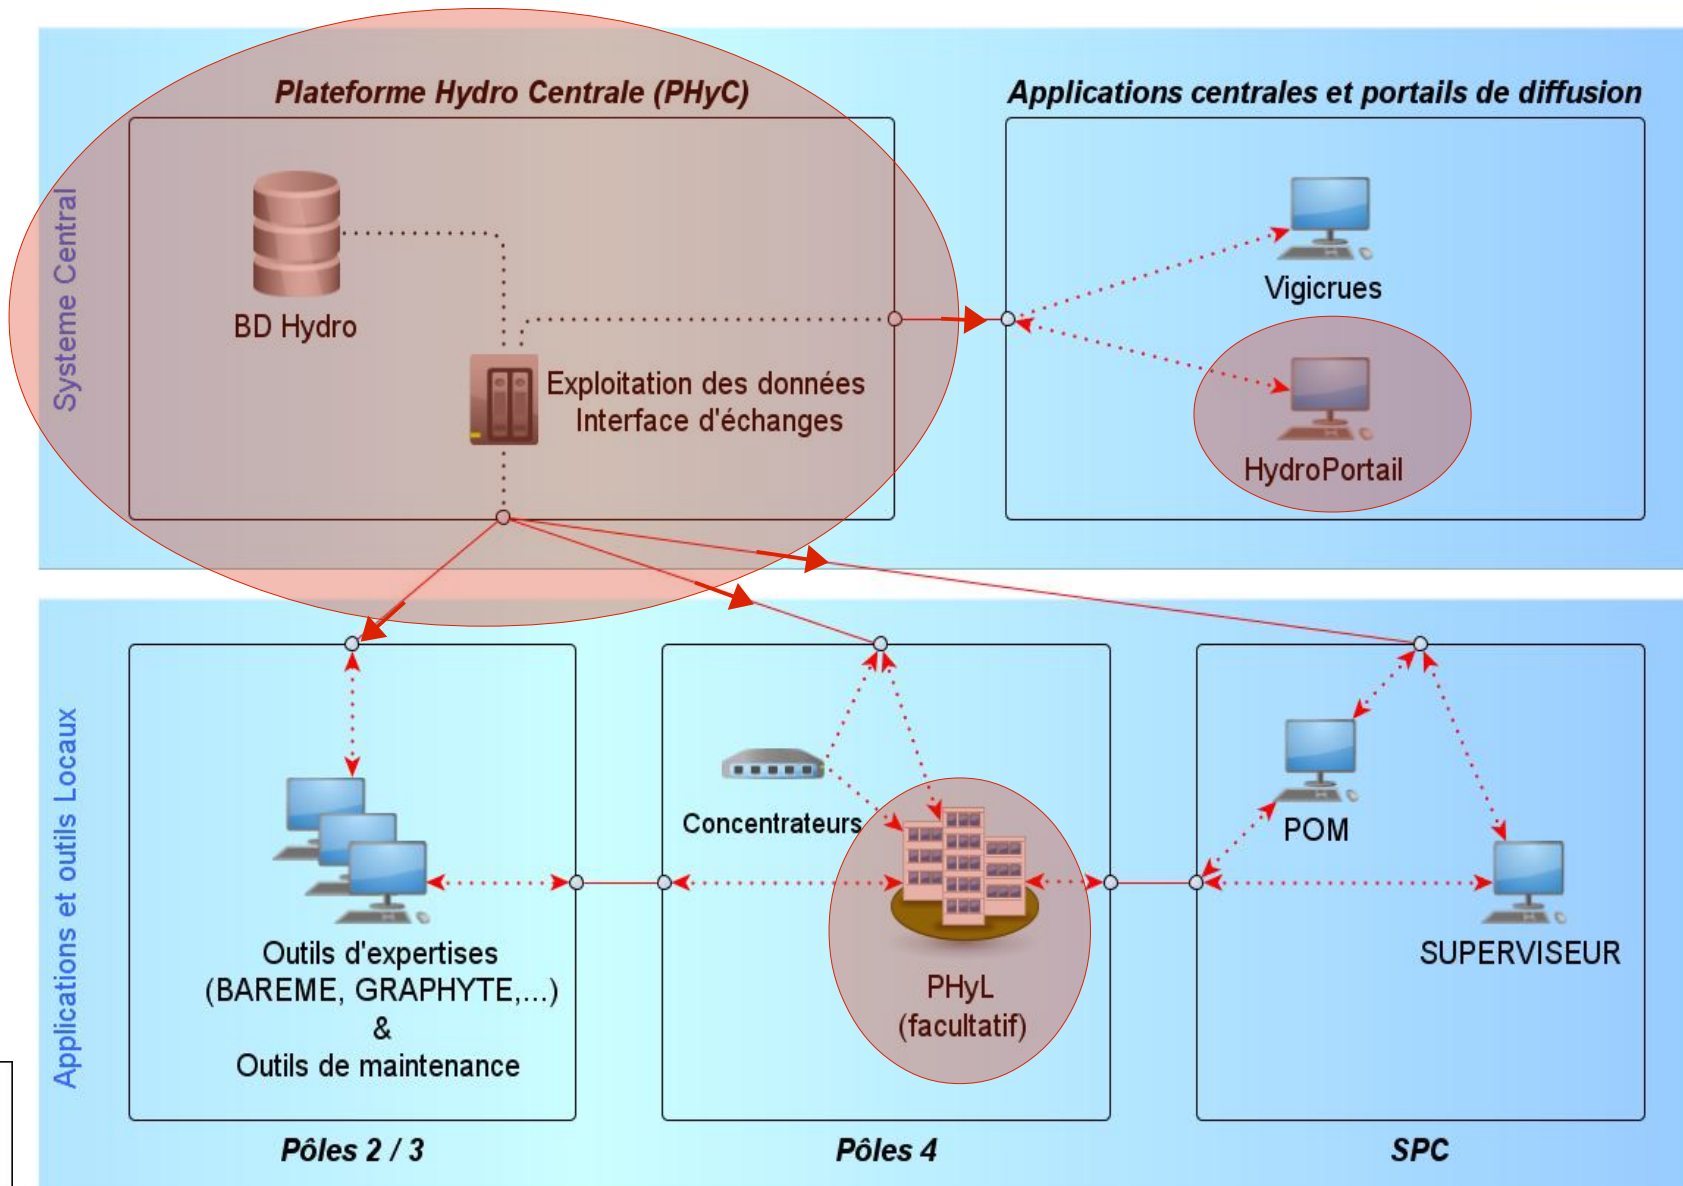 Plateforme Hydro Centrale (PHyC)
Applications centrales et portails de diffusion
Systeme Central
BD Hydro
Exploitation des données
Interface d'échanges
Vigicrues
HydroPortail
Applications et outils Locaux
Concentrateurs
POM
SUPERVISEUR
Outils d'expertises
(BAREME, GRAPHYTE,...)
&
Outils de maintenance
PHyL
(facultatif)
Pôles 2 / 3
Pôles 4
SPC